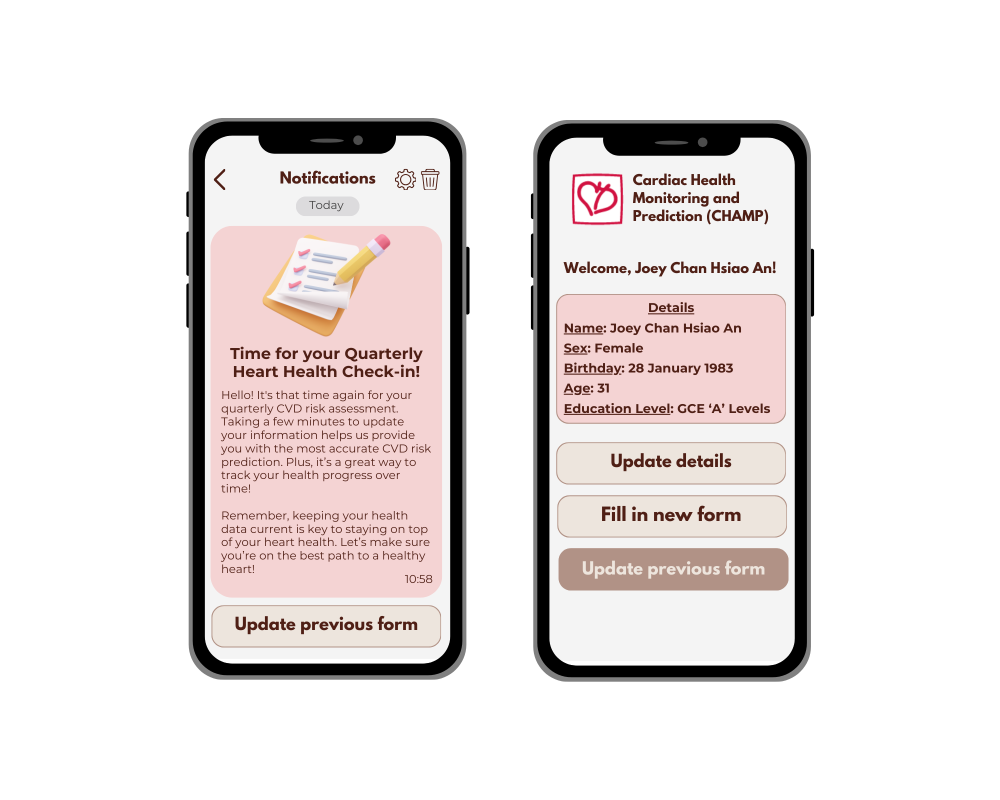 Notifications
Today
Time for your Quarterly
Heart Health Check-in!
Hello! It's that time again for your
quarterly CVD risk assessment.
Taking a few minutes to update
your information helps us provide
you with the most accurate CVD risk
prediction. Plus, it’s a great way to
track your health progress over
time!
Remember, keeping your health
data current is key to staying on top
of your heart health. Let’s make sure
you’re on the best path to a healthy
heart!
10:58
Update previous form
Cardiac Health
Monitoring and
Prediction (CHAMP)
Welcome, Joey Chan Hsiao An!
Details
Name: Joey Chan Hsiao An
Sex: Female
Birthday: 28 January 1983
Age: 31
Education Level: GCE ‘A’ Levels
Update details
Fill in new form
Update previous form